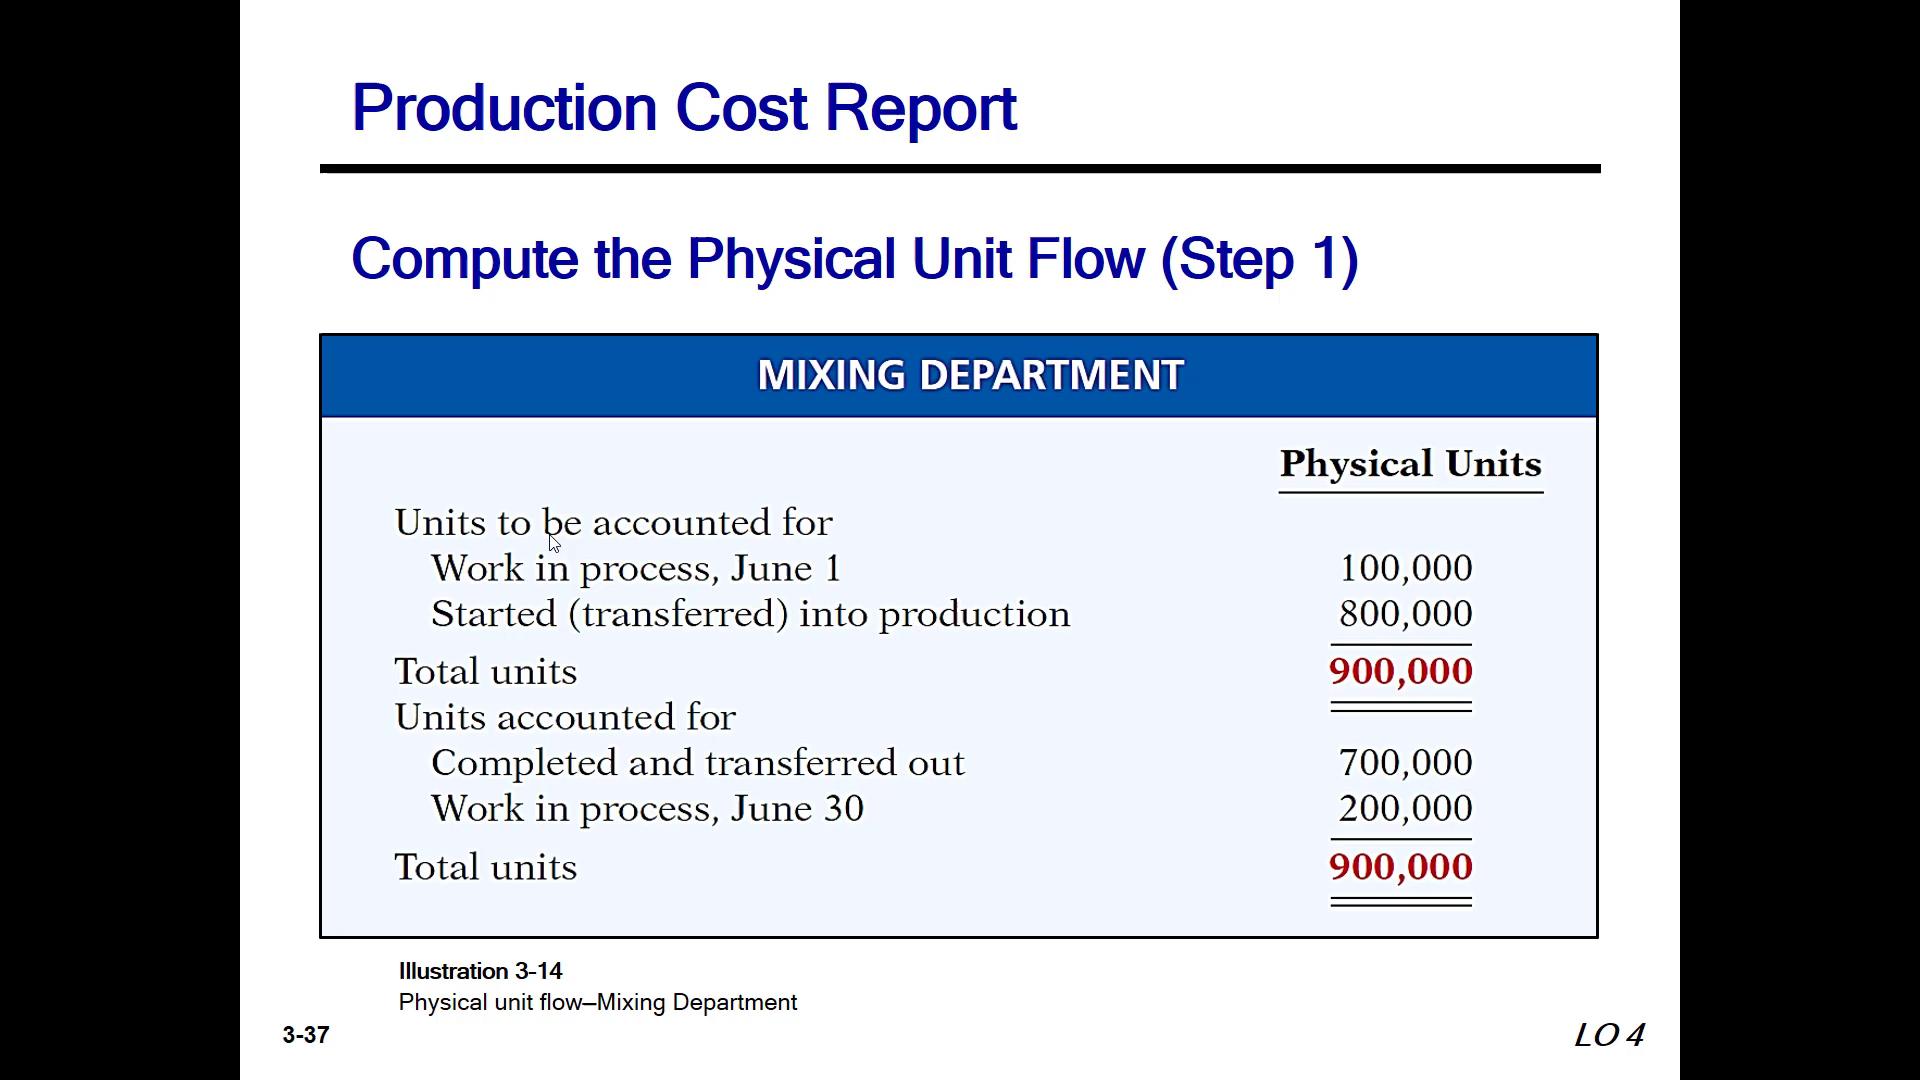 Production Cost Report
Compute the Physical Unit Flow (Step 1)
MIXING DEPARTMENT
Physical Units
Units to be accounted for
Work in process, June 1 100,000
Started (transferred) into production 800,000
Total units 900,000
Units accounted for
Completed and transferred out 700,000
Work in process, June 30 200,000
Total units 900,000
Illustration 3-14
Physical unit flow—Mixing Department
3-37 LO 4